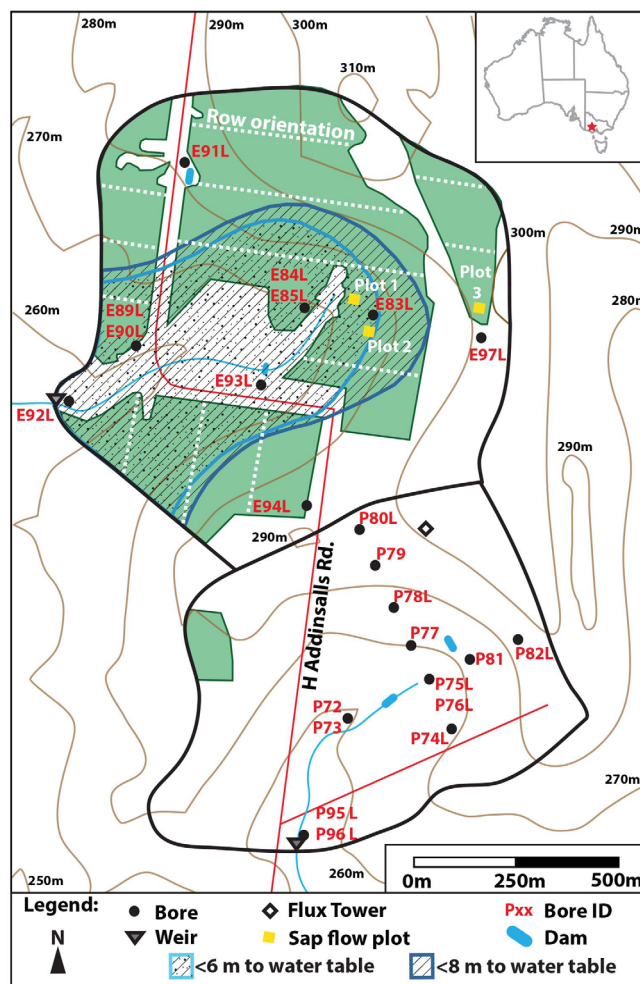 280m
290m
300m
310m
270m
Row orientation
E91L
300m
290m
E84L
E85L
Plot 1
E83L
Plot 2
Plot
3
280m
260m
E89L
E90L
E97L
E93L
E92L
290m
E94L
290m
P80L
P79
H Addinsalls Rd.
P78L
P77
P81
P82L
P75L
P76L
P72
P73
P74L
270m
P95 L
P96 L
250m
260m
0m 250m 500m
Legend:
Bore
Flux Tower
Pxx Bore ID
N
Weir
Sap flow plot
Dam
<6 m to water table
<8 m to water table